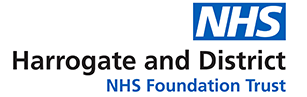 NHS
Harrogate and District
NHS Foundation Trust